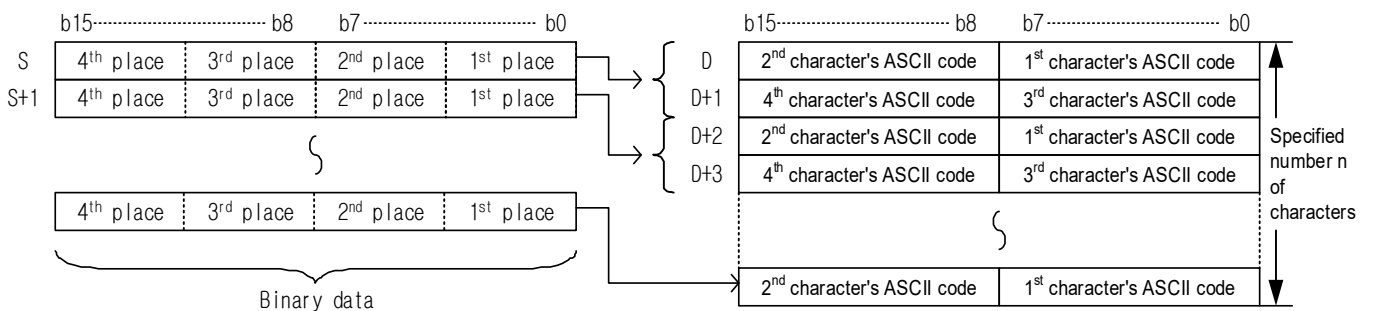 b15 b8 b7 b0 b15 b8 b7 b0
S 4th place 3rd place 2nd place 1st place D 2nd character's ASCII code 1st character's ASCII code
S+1 4th place 3rd place 2nd place 1st place D+1 4th character's ASCII code 3rd character's ASCII code
D+2 2nd character's ASCII code 1st character's ASCII code
D+3 4th character's ASCII code 3rd character's ASCII code
Specified
number n
of
characters
4th place 3rd place 2nd place 1st place
2nd character's ASCII code 1st character's ASCII code
Binary data